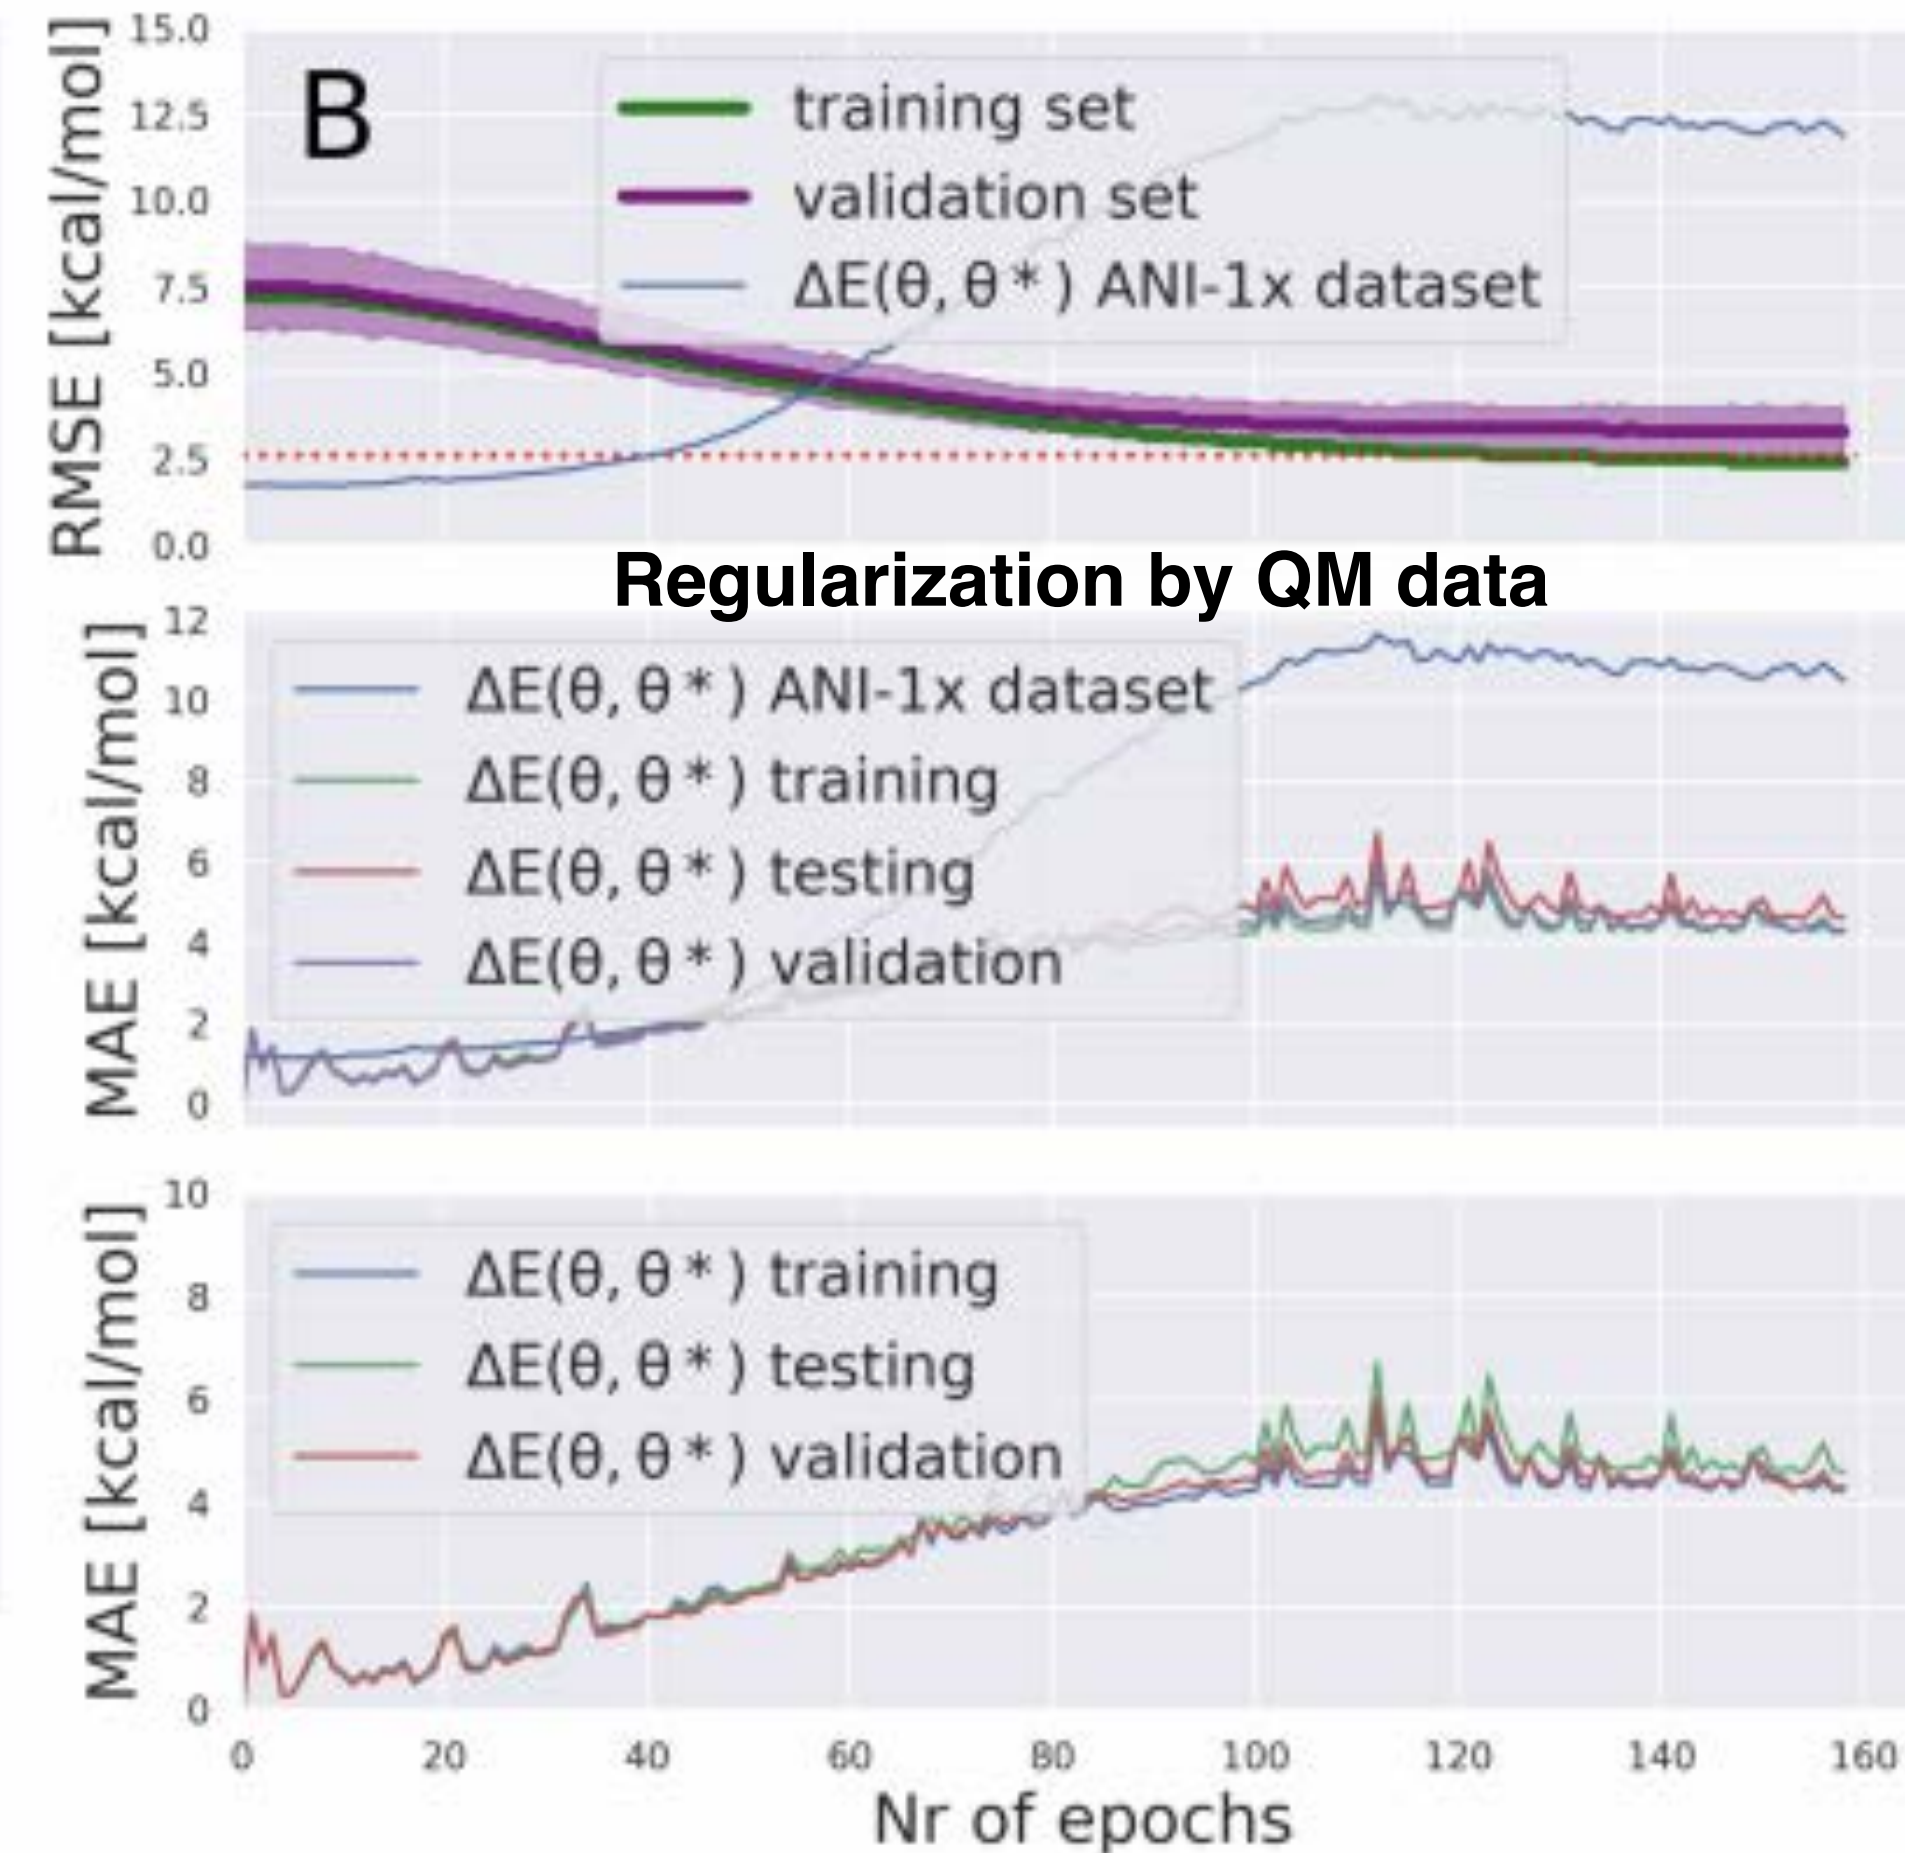 B
RMSE [kcal/mol]
15.0
12.5
10.0
7.5
5.0
2.5
0.0
training set
validation set
ΔE(θ, θ*) ANI-1x dataset
Regularization by QM data
MAE [kcal/mol]
12
10
8
6
4
2
0
ΔE(θ, θ*) ANI-1x dataset
ΔE(θ, θ*) training
ΔE(θ, θ*) testing
ΔE(θ, θ*) validation
MAE [kcal/mol]
10
8
6
4
2
0
ΔE(θ, θ*) training
ΔE(θ, θ*) testing
ΔE(θ, θ*) validation
0 20 40 60 80 100 120 140 160
Nr of epochs